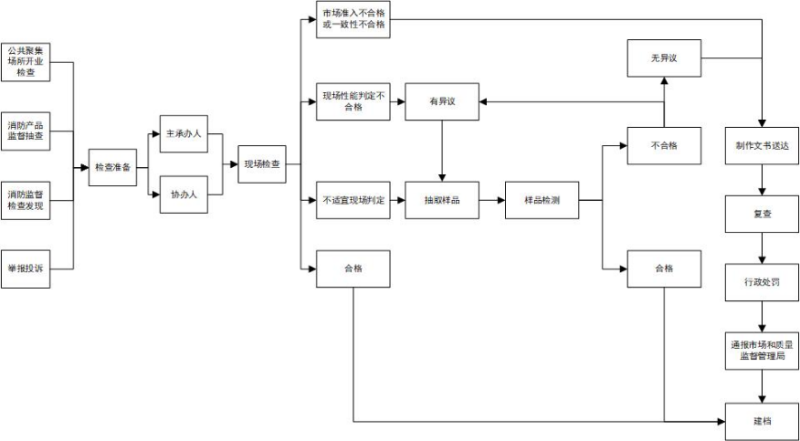 公共聚集
场所开业
检查
消防产品
监督抽查
消防监督
检查发现
举报投诉
检查准备
主承办人
协办人
现场检查
市场准入不合格
或一致性不合格
现场性能判定不
合格
不适宜现场判定
合格
有异议
抽取样品
样品检测
无异议
不合格
合格
制作文书送达
复查
行政处罚
通报市场和质量
监督管理局
建档